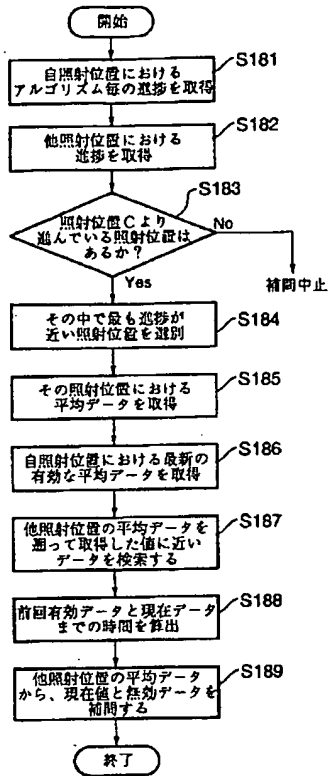 開始
自照射位置における
アルゴリズム毎の進捗を取得
S181
他照射位置における
進捗を取得
S182
照射位置Cより
進んでいる照射位置は
あるか?
S183
No
補間中止
Yes
その中で最も進捗が
近い照射位置を選別
S184
その照射位置における
平均データを取得
S185
自照射位置における最新の
有効な平均データを取得
S186
他照射位置の平均データを
遡って取得した値に近い
データを検索する
S187
前回有効データと現在データ
までの時間を算出
S188
他照射位置の平均データ
から、現在値と無効データを
補間する
S189
終了